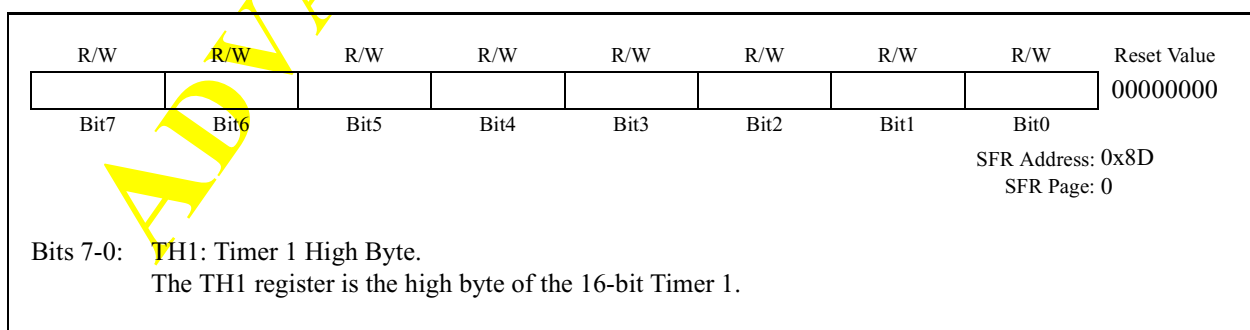 R/W R/W R/W R/W R/W R/W R/W R/W Reset Value
00000000
Bit7 Bit6 Bit5 Bit4 Bit3 Bit2 Bit1 Bit0
SFR Address: 0x8D
SFR Page: 0
Bits 7-0: TH1: Timer 1 High Byte.
The TH1 register is the high byte of the 16-bit Timer 1.
ADV